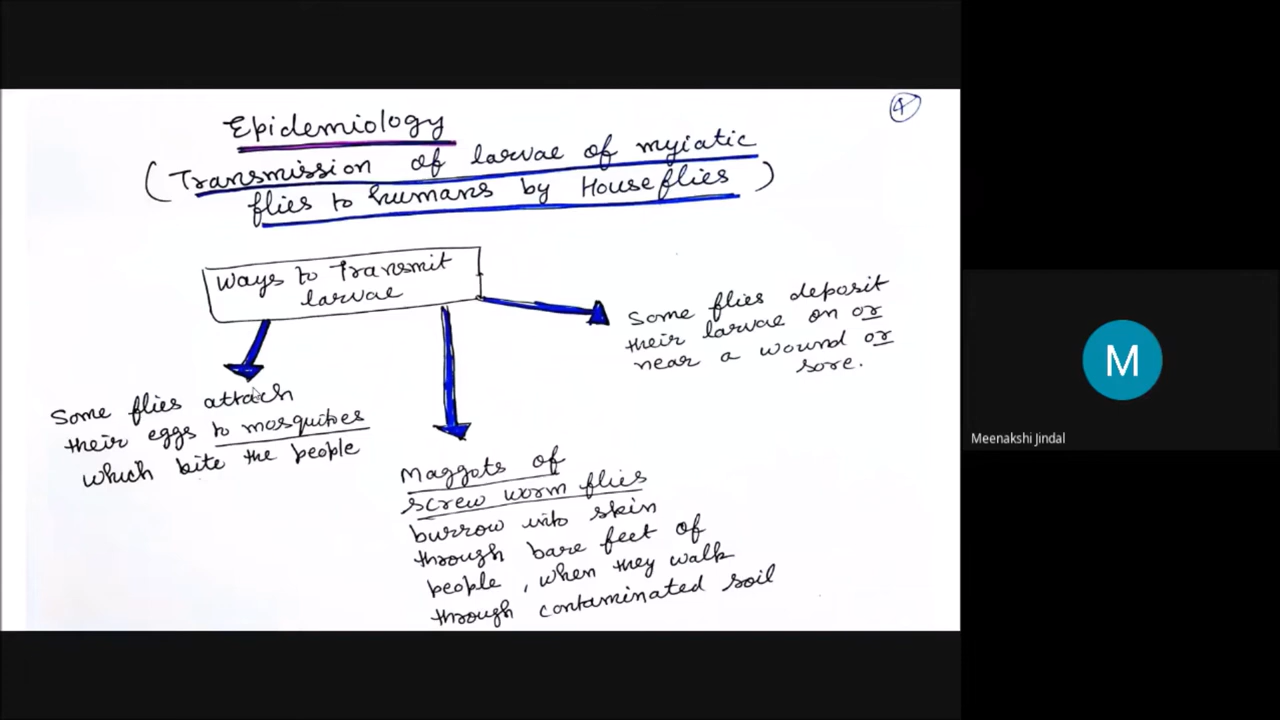 4
Epidemiology
(Transmission of larvae of myiatic
flies to humans by Houseflies)
Ways to Transmit
larvae
Some flies deposit
their larvae on or
near a wound or
sore.
Some flies attach
their eggs to mosquitoes
which bite the people
Maggots of
screw worm flies
burrow into skin
through bare feet of
people, when they walk
through contaminated soil
M
Meenakshi Jindal